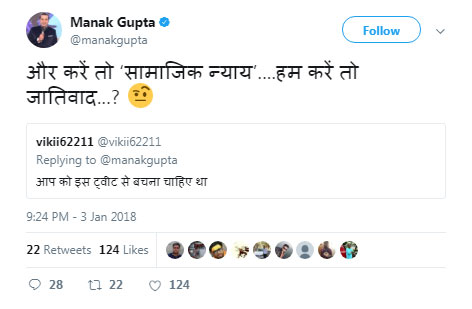 Manak Gupta
@manakgupta
Follow
और करें तो ‘सामाजिक न्याय’....हम करें तो
जातिवाद...? 🤨
vikii62211 @vikii62211
Replying to @manakgupta
आप को इस ट्वीट से बचना चाहिए था
9:24 PM - 3 Jan 2018
22 Retweets 124 Likes
28 22 124